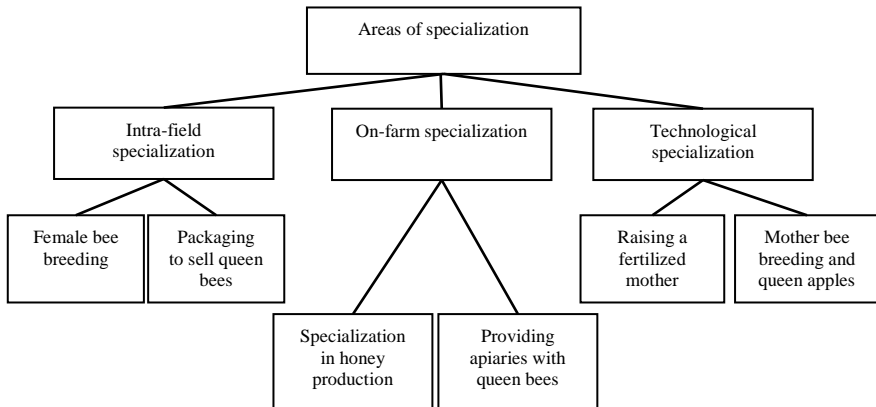 Areas of specialization
Intra-field
specialization
On-farm specialization
Technological
specialization
Female bee
breeding
Packaging
to sell queen
bees
Raising a
fertilized
mother
Mother bee
breeding and
queen apples
Specialization
in honey
production
Providing
apiaries with
queen bees